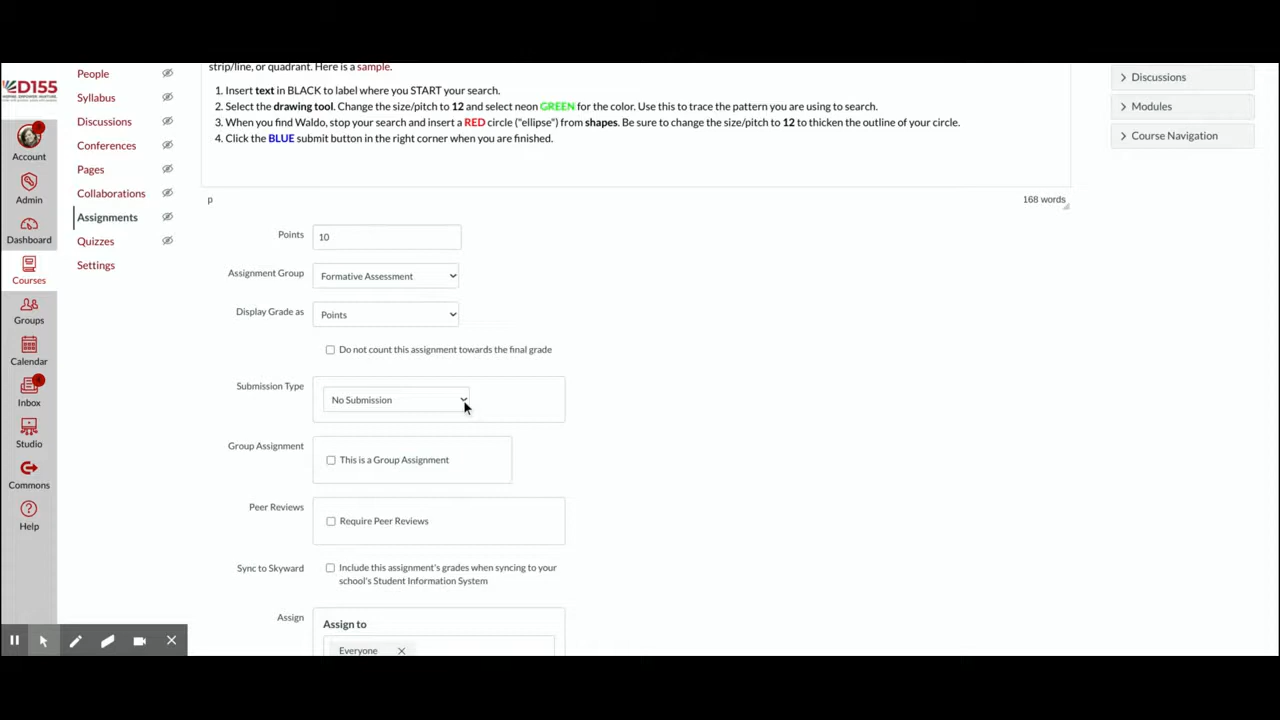 strip/line, or quadrant. Here is a sample.
1. Insert text in BLACK to label where you START your search.
2. Select the drawing tool. Change the size/pitch to 12 and select neon GREEN for the color. Use this to trace the pattern you are using to search.
3. When you find Waldo, stop your search and insert a RED circle ("ellipse") from shapes. Be sure to change the size/pitch to 12 to thicken the outline of your circle.
4. Click the BLUE submit button in the right corner when you are finished.
p
168 words
D155
Account
Admin
Dashboard
Courses
Groups
Calendar
Inbox
Studio
Commons
Help
People
Syllabus
Discussions
Conferences
Pages
Collaborations
Assignments
Quizzes
Settings
Points
10
Assignment Group
Formative Assessment
Display Grade as
Points
Do not count this assignment towards the final grade
Submission Type
No Submission
Group Assignment
This is a Group Assignment
Peer Reviews
Require Peer Reviews
Sync to Skyward
Include this assignment's grades when syncing to your
school's Student Information System
Assign
Assign to
Everyone
Discussions
Modules
Course Navigation